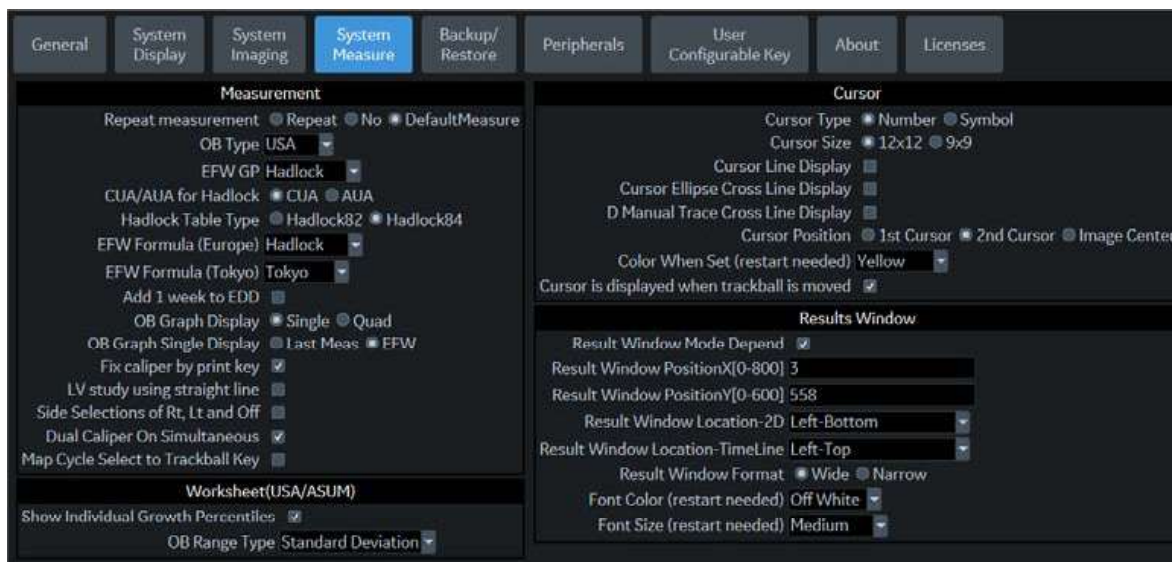 General
System Display
System Imaging
System Measure
Backup/ Restore
Peripherals
User Configurable Key
About
Licenses
Measurement
Repeat measurement Repeat No DefaultMeasure
OB Type USA
EFW GP Hadlock
CUA/AUA for Hadlock CUA AUA
Hadlock Table Type Hadlock82 Hadlock84
EFW Formula (Europe) Hadlock
EFW Formula (Tokyo) Tokyo
Add 1 week to EDD
OB Graph Display Single Quad
OB Graph Single Display Last Meas EFW
Fix caliper by print key
LV study using straight line
Side Selections of Rt, Lt and Off
Dual Caliper On Simultaneous
Map Cycle Select to Trackball Key
Worksheet(USA/ASUM)
Show Individual Growth Percentiles
OB Range Type Standard Deviation
Cursor
Cursor Type Number Symbol
Cursor Size 12x12 9x9
Cursor Line Display
Cursor Ellipse Cross Line Display
D Manual Trace Cross Line Display
Cursor Position 1st Cursor 2nd Cursor Image Center
Color When Set (restart needed) Yellow
Cursor is displayed when trackball is moved
Results Window
Result Window Mode Depend
Result Window PositionX[0-800] 3
Result Window PositionY[0-600] 558
Result Window Location-2D Left-Bottom
Result Window Location-TimeLine Left-Top
Result Window Format Wide Narrow
Font Color (restart needed) Off White
Font Size (restart needed) Medium